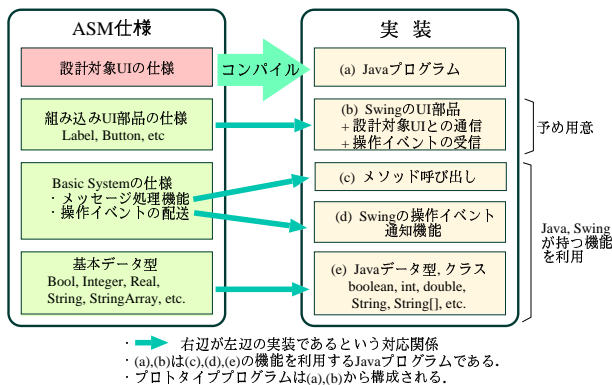 ASM仕様
設計対象UIの仕様
組み込みUI部品の仕様
Label, Button, etc
Basic Systemの仕様
・メッセージ処理機能
・操作イベントの配送
基本データ型
Bool, Integer, Real,
String, StringArray, etc.
コンパイル
実 装
(a) Javaプログラム
(b) SwingのUI部品
+ 設計対象UIとの通信
+ 操作イベントの受信
(c) メソッド呼び出し
(d) Swingの操作イベント
通知機能
(e) Javaデータ型, クラス
boolean, int, double,
String, String[], etc.
予め用意
Java, Swing
が持つ機能
を利用
・ 右辺が左辺の実装であるという対応関係
・(a),(b)は(c),(d),(e)の機能を利用するJavaプログラムである.
・プロトタイププログラムは(a),(b)から構成される.